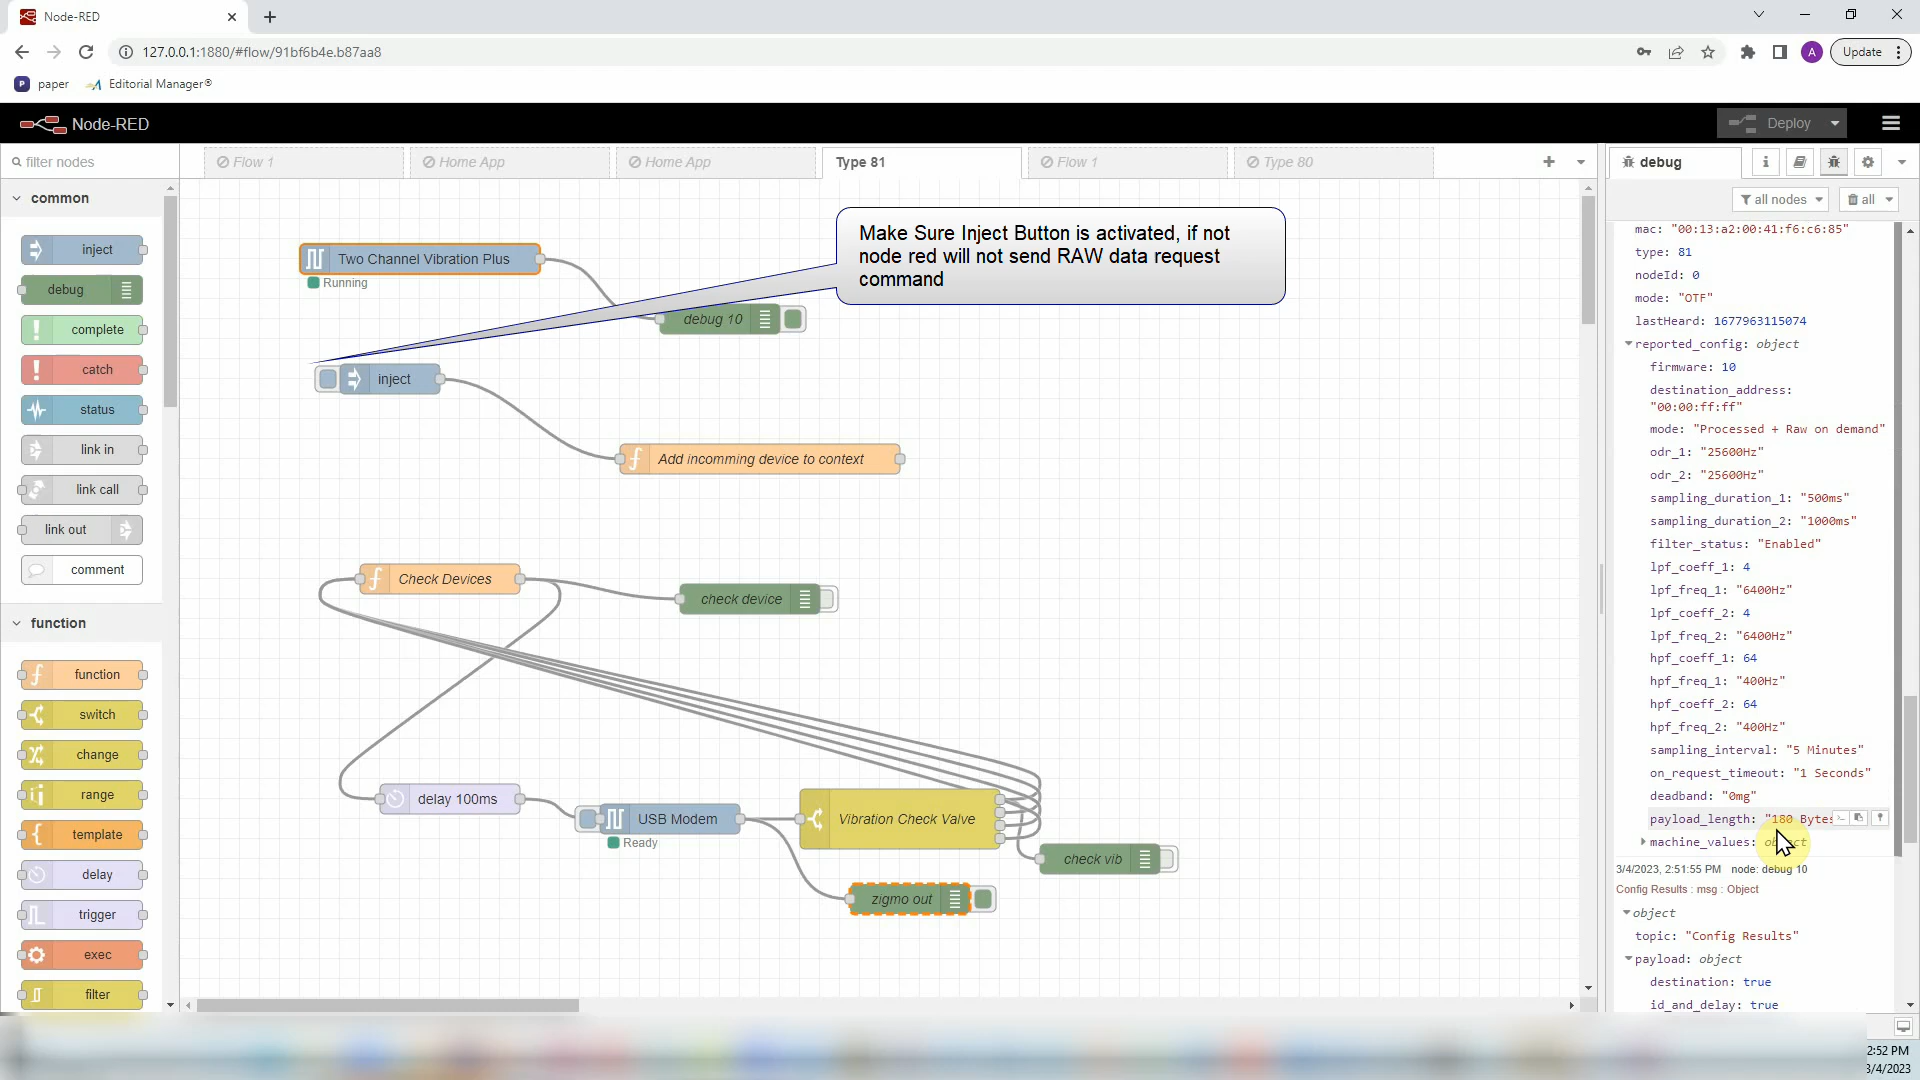 Node-RED
127.0.0.1:1880/#flow/91bf6b4e.b87aa8
A
Update
P paper
Editorial Manager®
Node-RED
Deploy
filter nodes
Flow 1
Home App
Home App
Type 81
Flow 1
Type 80
debug
i
all nodes
all
common
inject
debug
complete
catch
status
link in
link call
link out
comment
function
function
switch
change
range
template
delay
trigger
exec
filter
Two Channel Vibration Plus
Running
debug 10
Make Sure Inject Button is activated, if not
node red will not send RAW data request
command
inject
Add incomming device to context
Check Devices
check device
delay 100ms
USB Modem
Ready
Vibration Check Valve
check vib
zigmo out
mac: "00:13:a2:00:41:f6:c6:85"
type: 81
nodeId: 0
mode: "OTF"
lastHeard: 1677963115074
reported_config: object
firmware: 10
destination_address:
"00:00:ff:ff"
mode: "Processed + Raw on demand"
odr_1: "25600Hz"
odr_2: "25600Hz"
sampling_duration_1: "500ms"
sampling_duration_2: "1000ms"
filter_status: "Enabled"
lpf_coeff_1: 4
lpf_freq_1: "6400Hz"
lpf_coeff_2: 4
lpf_freq_2: "6400Hz"
hpf_coeff_1: 64
hpf_freq_1: "400Hz"
hpf_coeff_2: 64
hpf_freq_2: "400Hz"
sampling_interval: "5 Minutes"
on_request_timeout: "1 Seconds"
deadband: "0mg"
payload_length: "180 Bytes
machine_values: object
3/4/2023, 2:51:55 PM node: debug 10
Config Results : msg : Object
object
topic: "Config Results"
payload: object
destination: true
id_and_delay: true
2:52 PM
3/4/2023